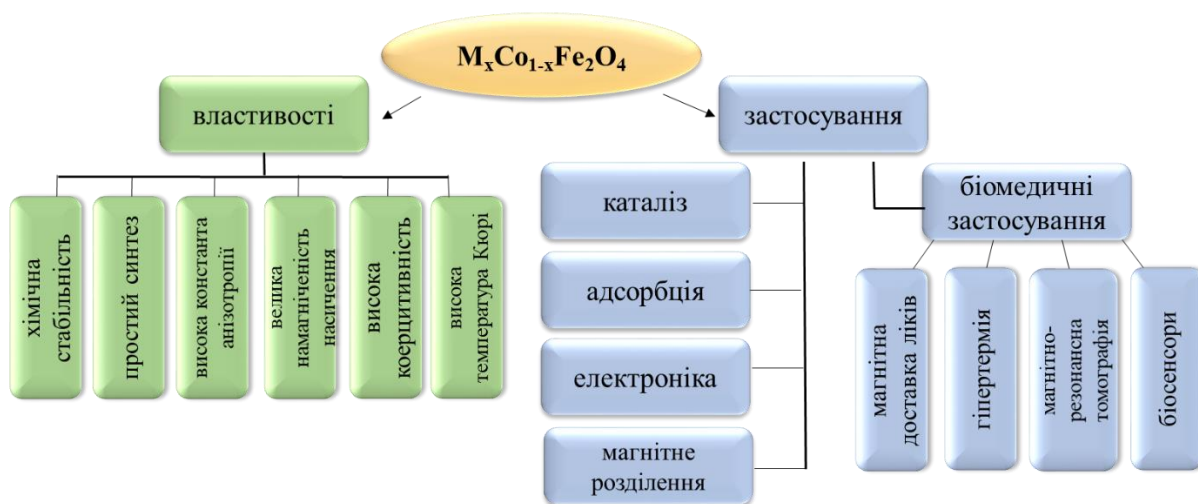 MₓCo₁₋ₓFe₂O₄
властивості
застосування
хімічна
стабільність
простий синтез
висока константа
анізотропії
велика
намагніченість
насичення
висока
коерцитивність
висока
температура Кюрі
каталіз
адсорбція
електроніка
магнітне
розділення
біомедичні
застосування
магнітна
доставка ліків
гіпертермія
магнітно-
резонансна
томографія
біосенсори